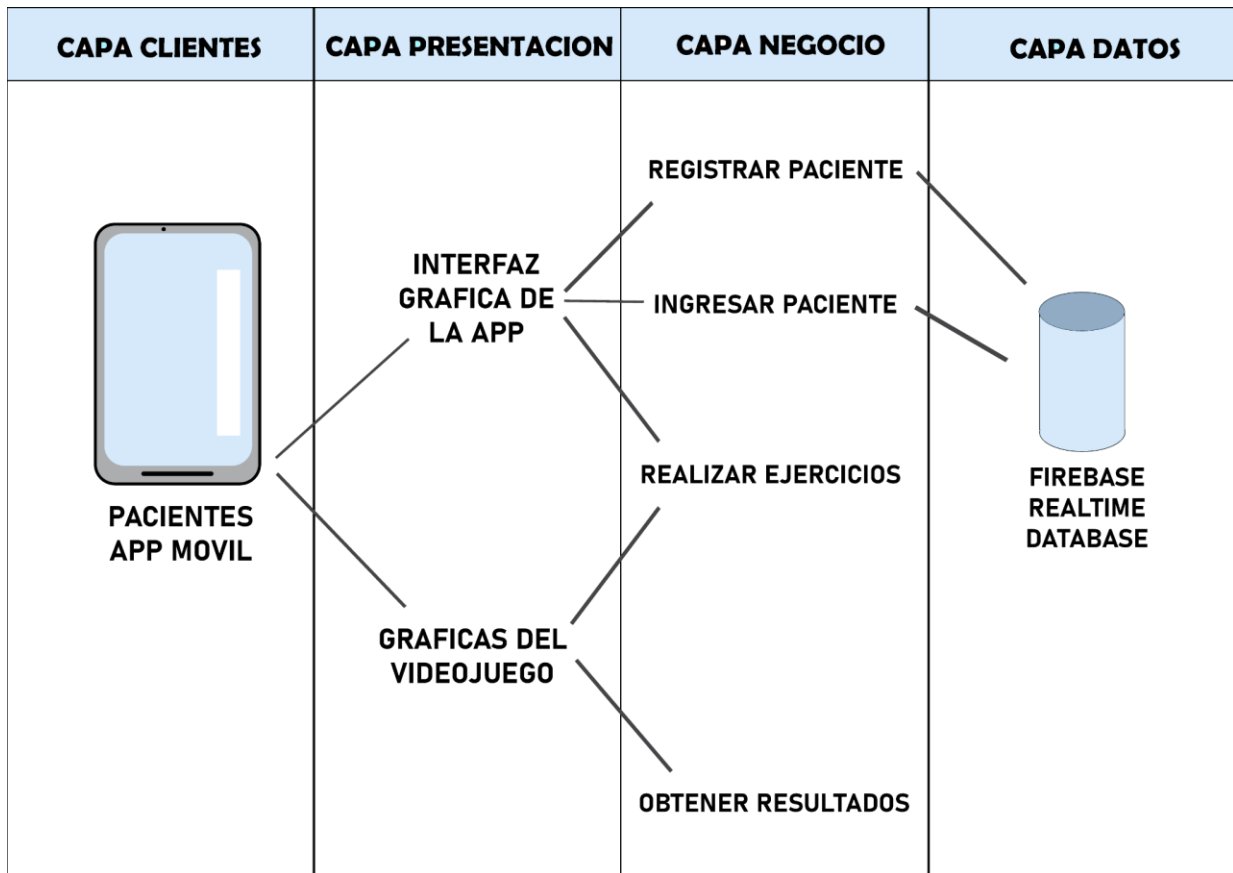 CAPA CLIENTES
CAPA PRESENTACION
CAPA NEGOCIO
CAPA DATOS
PACIENTES
APP MOVIL
INTERFAZ
GRAFICA DE
LA APP
GRAFICAS DEL
VIDEOJUEGO
REGISTRAR PACIENTE
INGRESAR PACIENTE
REALIZAR EJERCICIOS
OBTENER RESULTADOS
FIREBASE
REALTIME
DATABASE